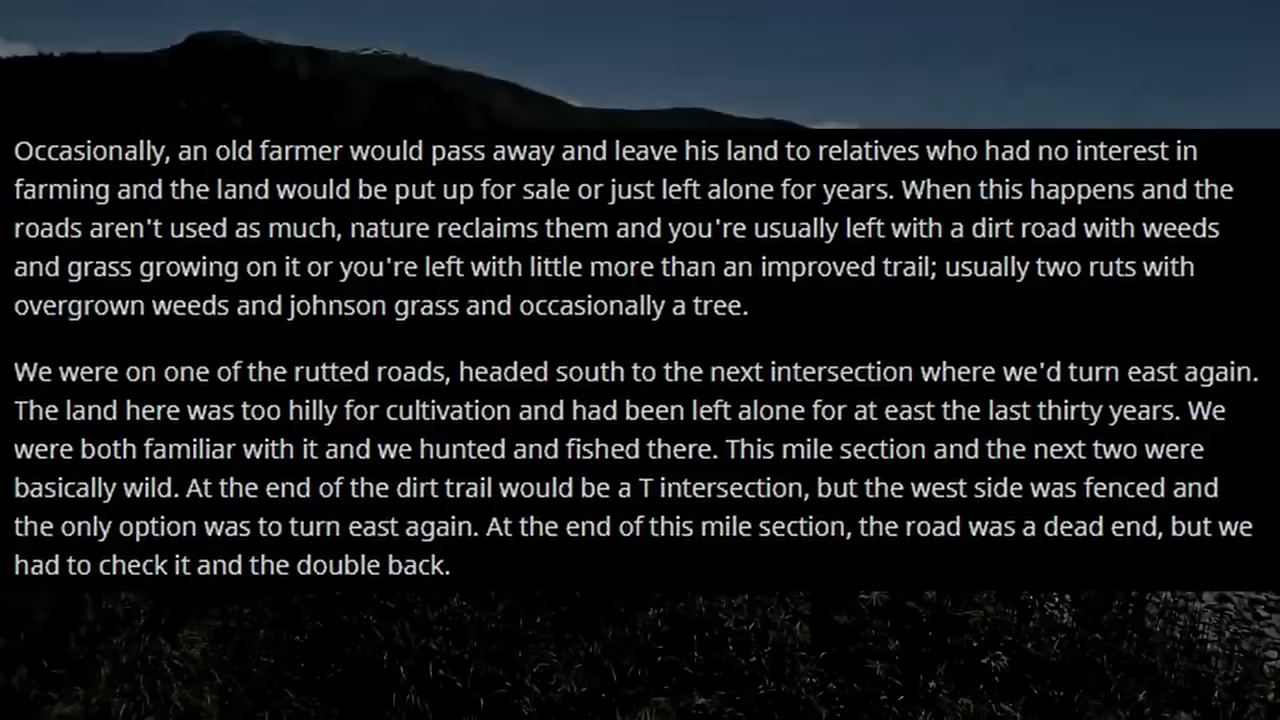 Occasionally, an old farmer would pass away and leave his land to relatives who had no interest in
farming and the land would be put up for sale or just left alone for years. When this happens and the
roads aren't used as much, nature reclaims them and you're usually left with a dirt road with weeds
and grass growing on it or you're left with little more than an improved trail; usually two ruts with
overgrown weeds and johnson grass and occasionally a tree.
We were on one of the rutted roads, headed south to the next intersection where we'd turn east again.
The land here was too hilly for cultivation and had been left alone for at east the last thirty years. We
were both familiar with it and we hunted and fished there. This mile section and the next two were
basically wild. At the end of the dirt trail would be a T intersection, but the west side was fenced and
the only option was to turn east again. At the end of this mile section, the road was a dead end, but we
had to check it and the double back.